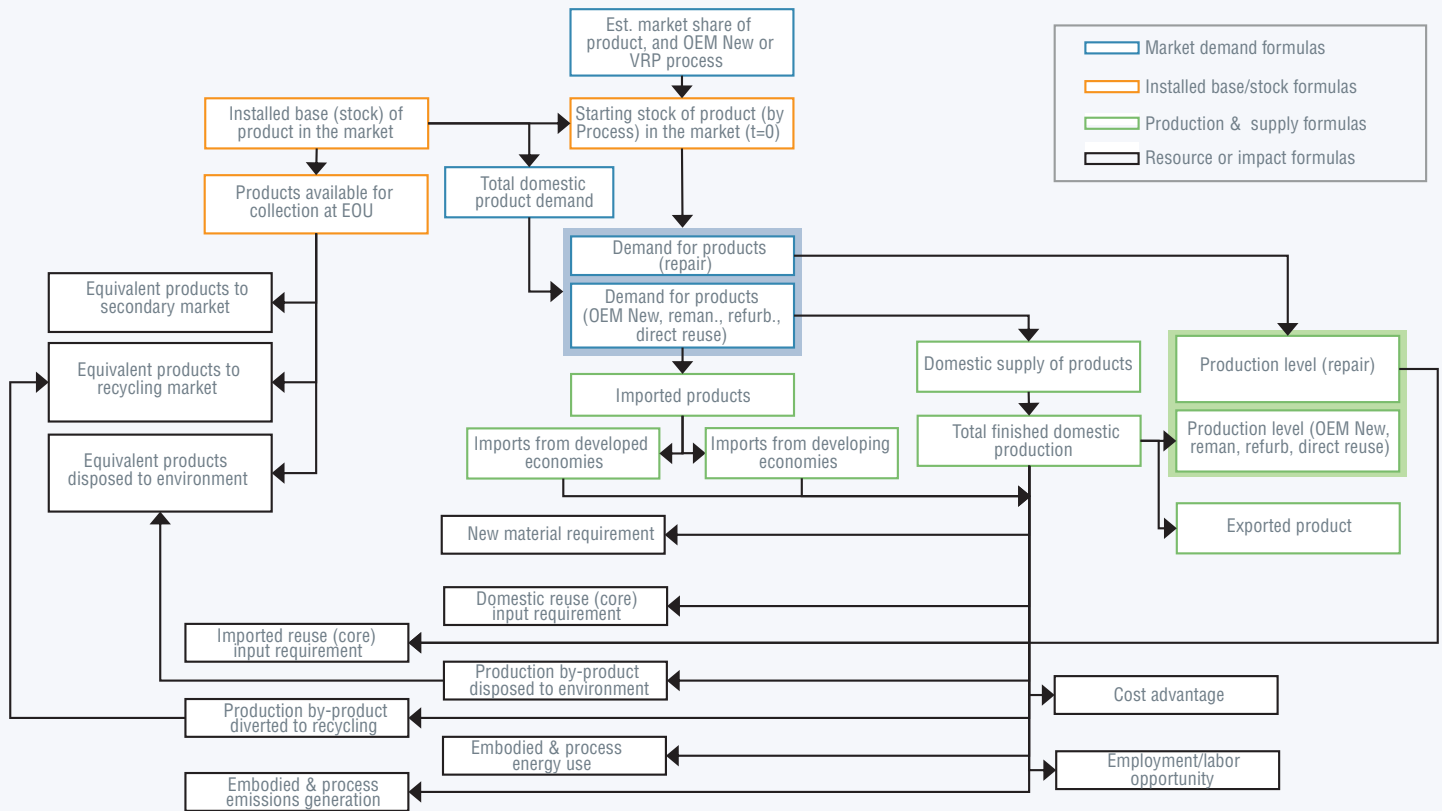 Est. market share of
product, and OEM New or
VRP process
Market demand formulas
Installed base/stock formulas
Production & supply formulas
Resource or impact formulas
Installed base (stock) of
product in the market
Starting stock of product (by
Process) in the market (t=0)
Products available for
collection at EOU
Total domestic
product demand
Demand for products
(repair)
Demand for products
(OEM New, reman., refurb.,
direct reuse)
Equivalent products to
secondary market
Equivalent products to
recycling market
Equivalent products
disposed to environment
Imported products
Domestic supply of products
Production level (repair)
Imports from developed
economies
Imports from developing
economies
Total finished domestic
production
Production level (OEM New,
reman, refurb, direct reuse)
Exported product
New material requirement
Domestic reuse (core)
input requirement
Imported reuse (core)
input requirement
Production by-product
disposed to environment
Production by-product
diverted to recycling
Cost advantage
Embodied & process
energy use
Employment/labor
opportunity
Embodied & process
emissions generation